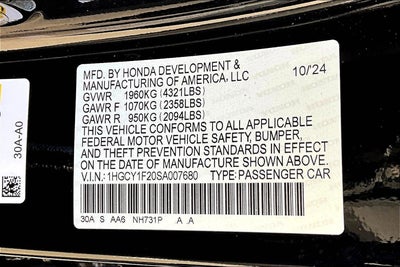 MFD. BY HONDA DEVELOPMENT &
MANUFACTURING OF AMERICA, LLC 10/24
GVWR 1960KG (4321LBS)
GAWR F 1070KG (2358LBS)
GAWR R 950KG (2094LBS)
THIS VEHICLE CONFORMS TO ALL APPLICABLE
FEDERAL MOTOR VEHICLE SAFETY, BUMPER,
AND THEFT PREVENTION STANDARDS IN EFFECT
ON THE DATE OF MANUFACTURE SHOWN ABOVE.
V.I.N.: 1HGCY1F20SA007680 TYPE: PASSENGER CAR
30A S AA6 NH731P A A
30A-A0